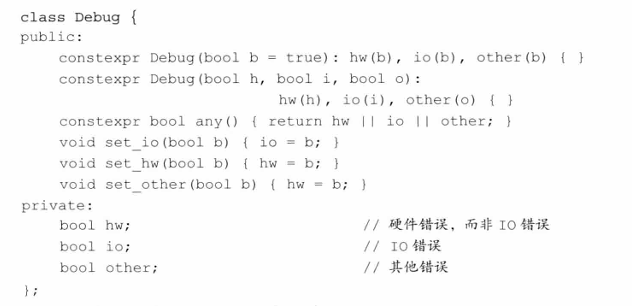 class Debug {
public:
    constexpr Debug(bool b = true): hw(b), io(b), other(b) { }
    constexpr Debug(bool h, bool i, bool o):
                              hw(h), io(i), other(o) { }
    constexpr bool any() { return hw || io || other; }
    void set_io(bool b) { io = b; }
    void set_hw(bool b) { hw = b; }
    void set_other(bool b) { hw = b; }
private:
    bool hw;                    // 硬件错误，而非 IO 错误
    bool io;                    // IO 错误
    bool other;                 // 其他错误
};